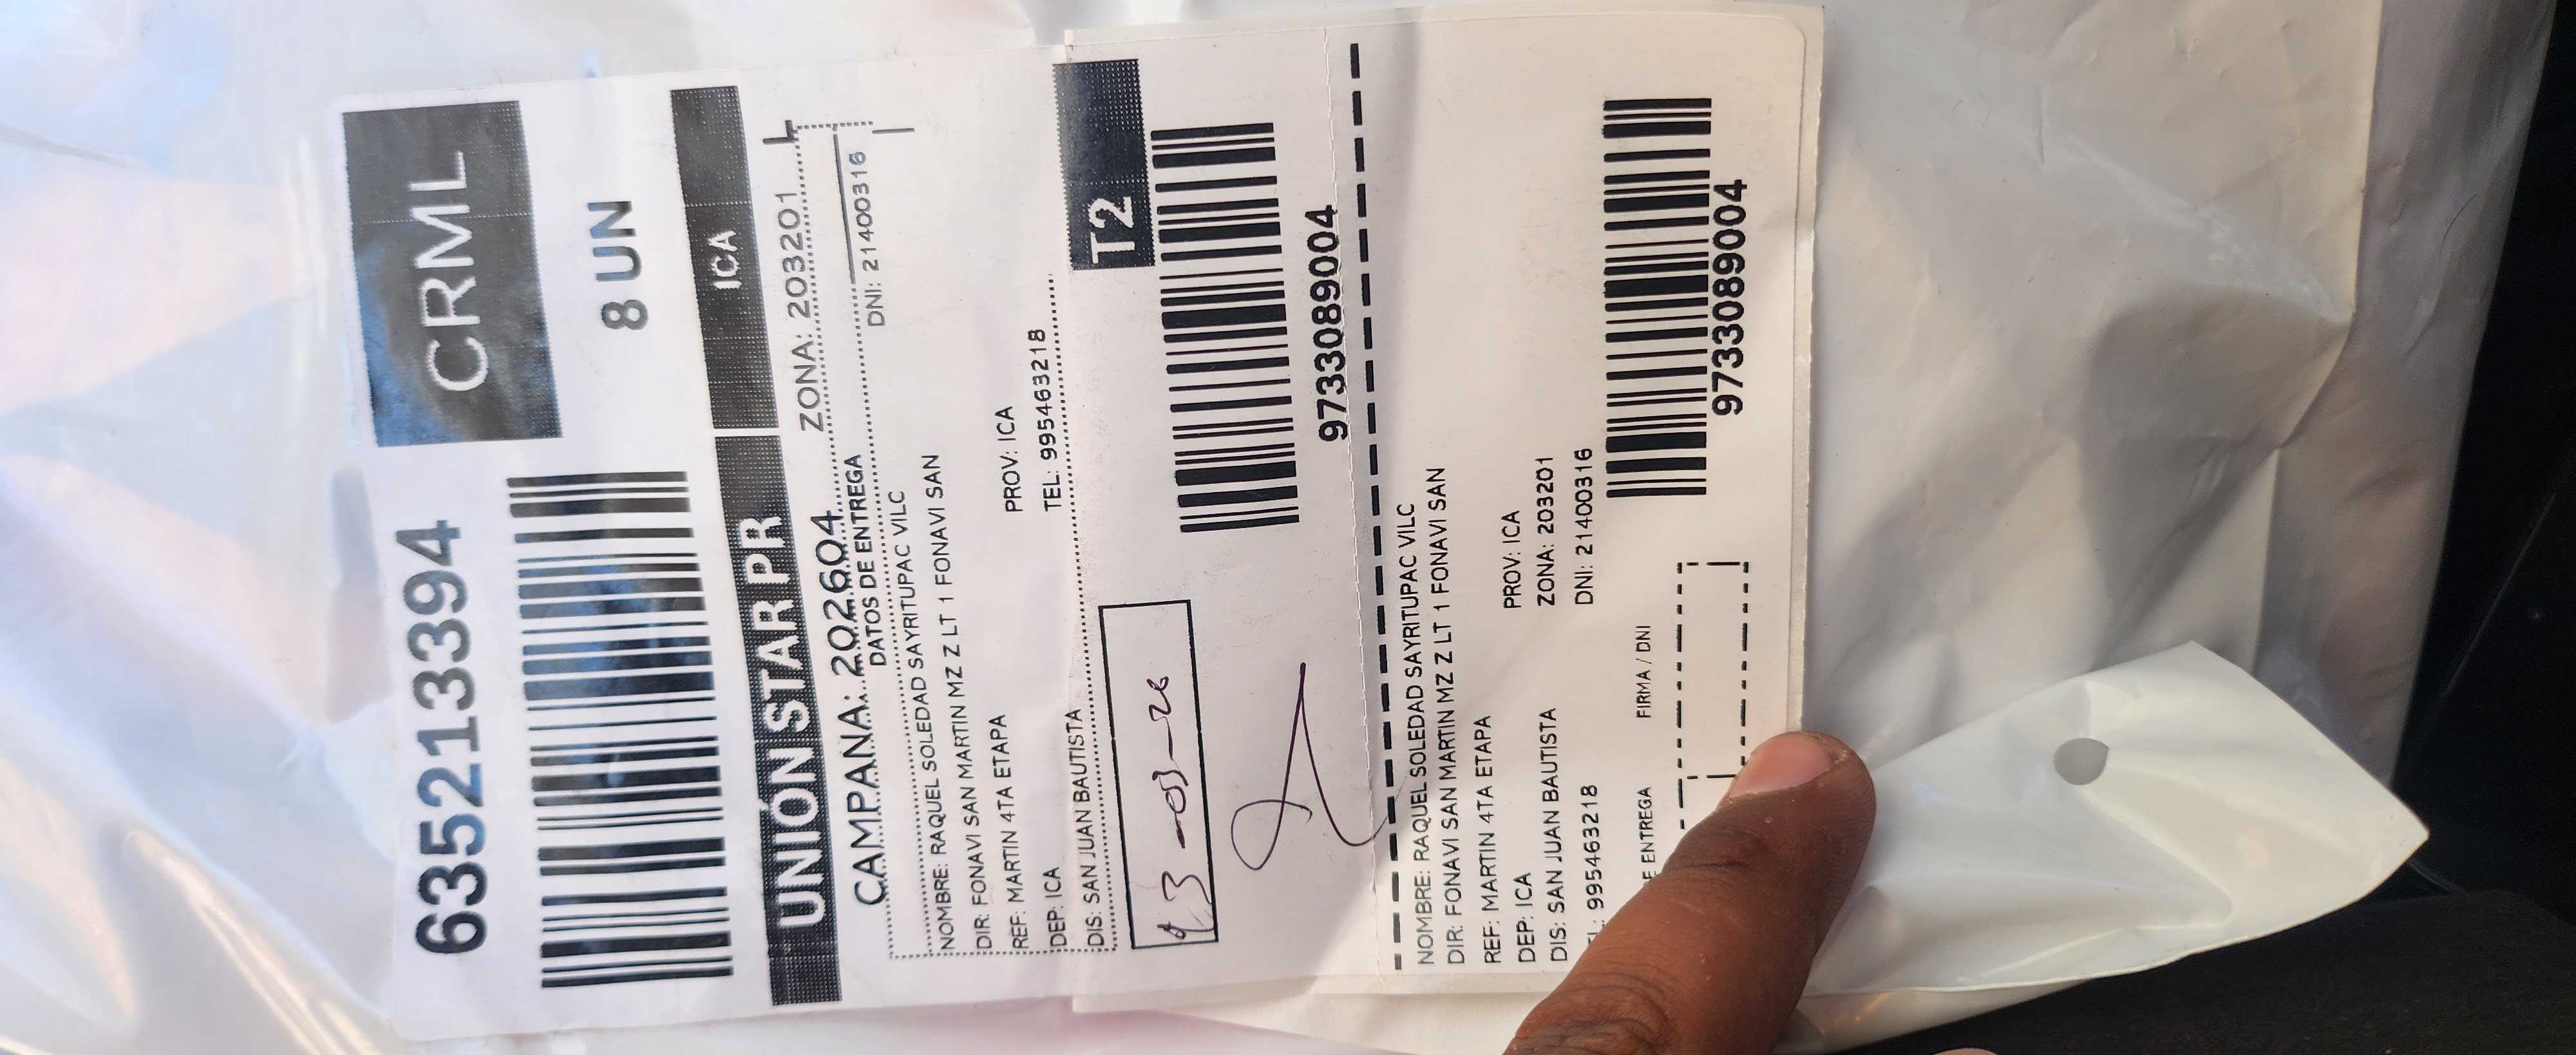 6352213394
CRML
8 UN
UNIÓN STAR PR
ICA
CAMPAÑA: 202604
ZONA: 203201
L
DATOS DE ENTREGA
DNI: 21400316
NOMBRE: RAQUEL SOLEDAD SAYRITUPAC VILC
DIR: FONAVI SAN MARTIN MZ Z LT 1 FONAVI SAN
REF: MARTIN 4TA ETAPA
DEP: ICA
PROV: ICA
DIS: SAN JUAN BAUTISTA
TEL: 995463218
T2
13-03-26
9733089004
NOMBRE: RAQUEL SOLEDAD SAYRITUPAC VILC
DIR: FONAVI SAN MARTIN MZ Z LT 1 FONAVI SAN
REF: MARTIN 4TA ETAPA
DEP: ICA
PROV: ICA
DIS: SAN JUAN BAUTISTA
ZONA: 203201
995463218
DNI: 21400316
E ENTREGA
FIRMA / DNI
9733089004